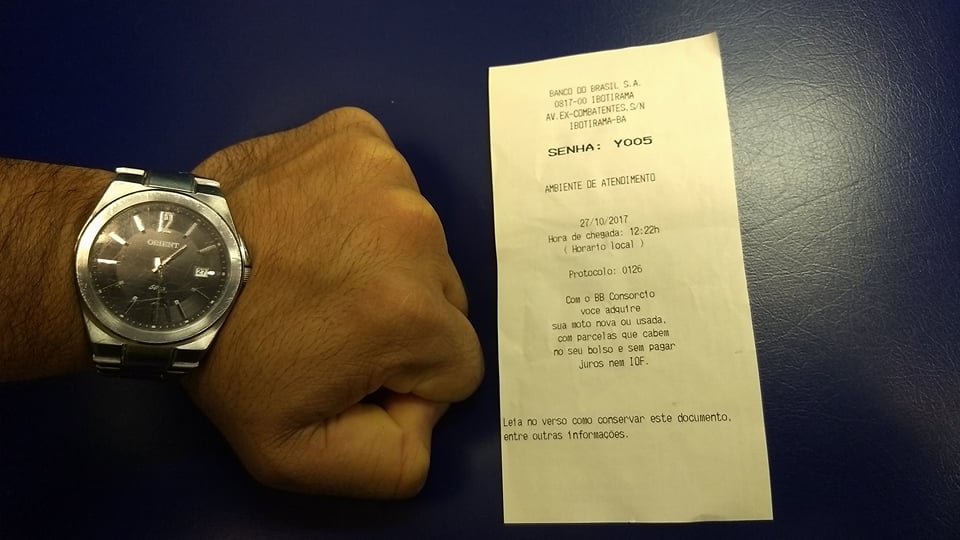 ORIENT
27
BANCO DO BRASIL S.A.
0817-00 IBOTIRAMA
AV.EX-COMBATENTES,S/N
IBOTIRAMA-BA
SENHA: Y005
AMBIENTE DE ATENDIMENTO
27/10/2017
Hora de chegada: 12:22h
( Horario local )
Protocolo: 0126
Com o BB Consorcio
voce adquire
sua moto nova ou usada,
com parcelas que cabem
no seu bolso e sem pagar
juros nem IOF.
Leia no verso como conservar este documento,
entre outras informações.